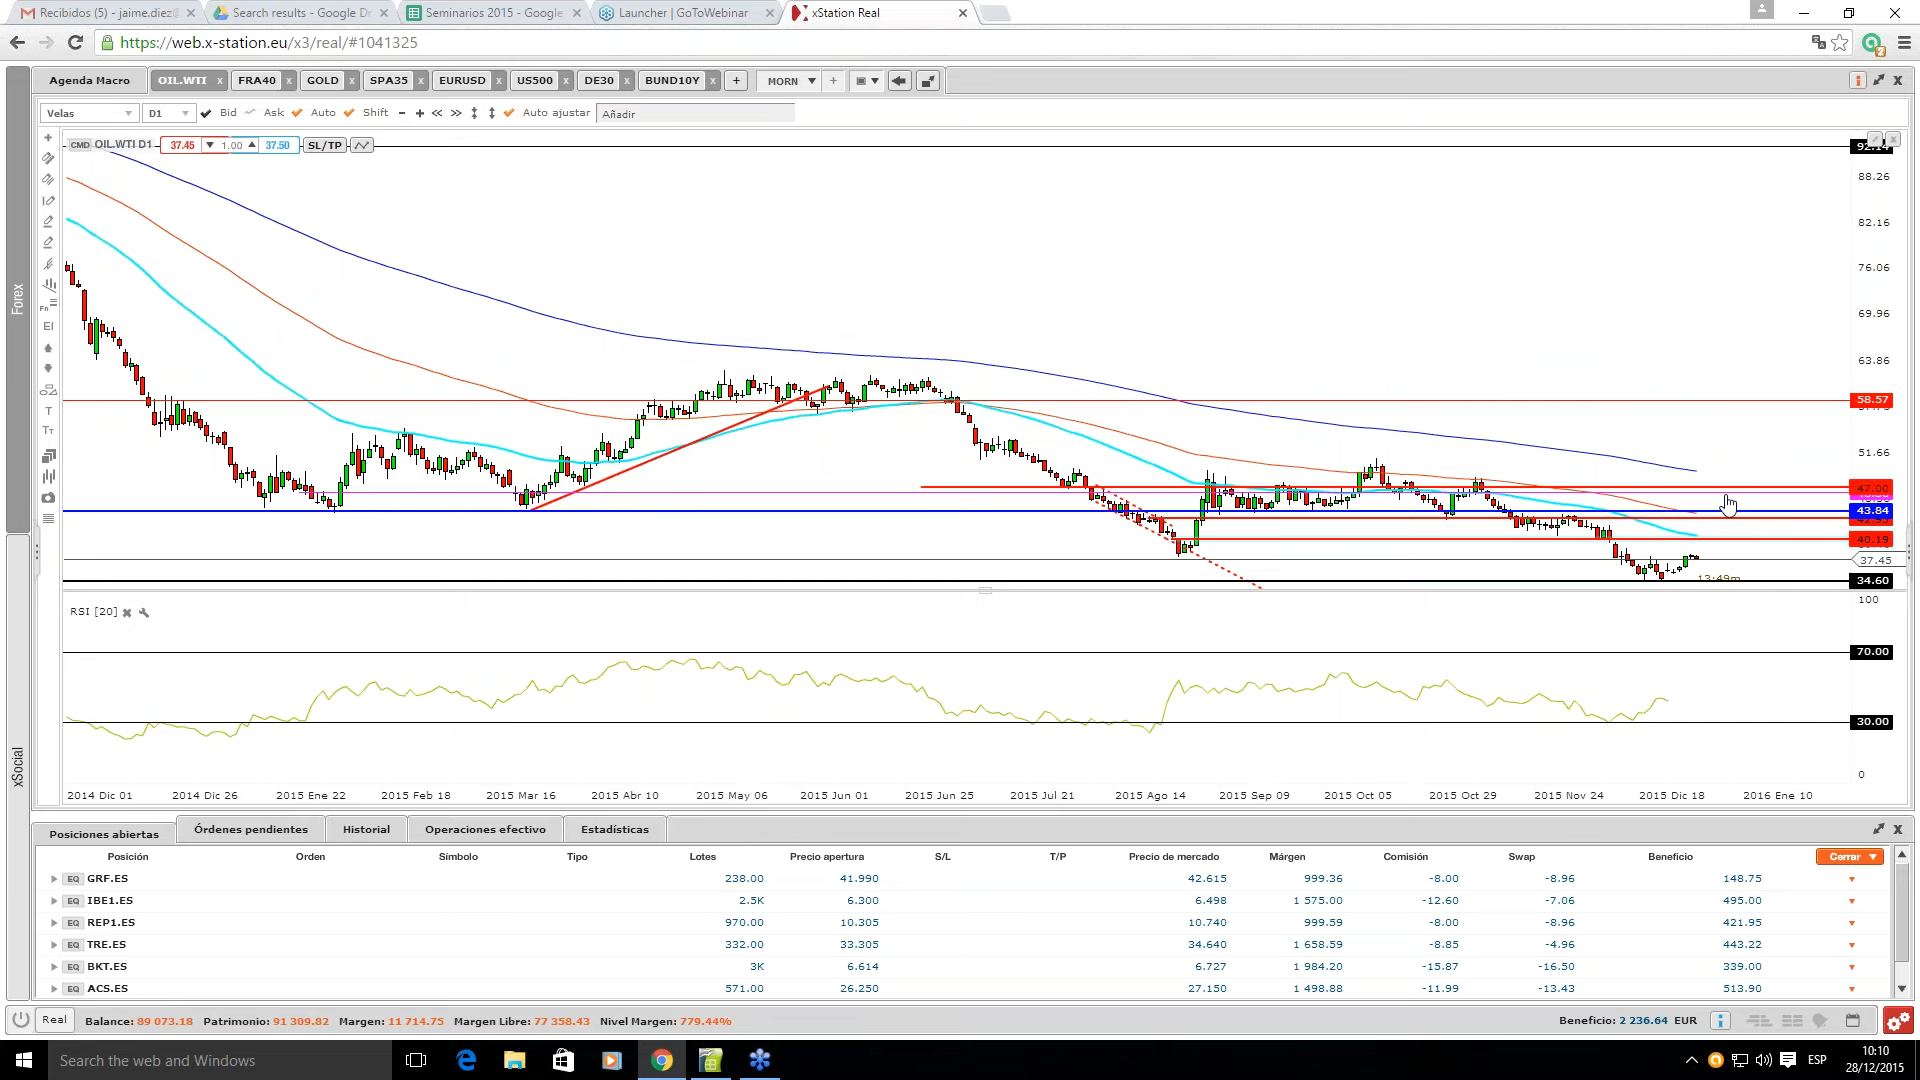 Recibidos (5) - jaime.diez@
Search results - Google Dr
Seminarios 2015 - Google
Launcher | GoToWebinar
xStation Real
https://web.x-station.eu/x3/real/#1041325
Agenda Macro
OIL.WTI x
FRA40 x
GOLD x
SPA35 x
EURUSD x
US500 x
DE30 x
BUND10Y x
+
MORN
Velas
D1
Bid
Ask
Auto
Shift
Auto ajustar
Añadir
CMD OIL.WTI D1
37.45
1.00
37.50
SL/TP
92.14
88.26
82.16
76.06
69.96
63.86
58.57
51.66
47.00
43.84
40.19
37.45
34.60
13:49m
Forex
xSocial
RSI [20]
100
70.00
30.00
0
2014 Dic 01
2014 Dic 26
2015 Ene 22
2015 Feb 18
2015 Mar 16
2015 Abr 10
2015 May 06
2015 Jun 01
2015 Jun 25
2015 Jul 21
2015 Ago 14
2015 Sep 09
2015 Oct 05
2015 Oct 29
2015 Nov 24
2015 Dic 18
2016 Ene 10
Posiciones abiertas
Órdenes pendientes
Historial
Operaciones efectivo
Estadísticas
Posición Orden Símbolo Tipo Lotes Precio apertura S/L T/P Precio de mercado Márgen Comisión Swap Beneficio Cerrar
EQ GRF.ES 238.00 41.990 42.615 999.36 -8.00 -8.96 148.75
EQ IBE1.ES 2.5K 6.300 6.498 1 575.00 -12.60 -7.06 495.00
EQ REP1.ES 970.00 10.305 10.740 999.59 -8.00 -8.96 421.95
EQ TRE.ES 332.00 33.305 34.640 1 658.59 -8.85 -4.96 443.22
EQ BKT.ES 3K 6.614 6.727 1 984.20 -15.87 -16.50 339.00
EQ ACS.ES 571.00 26.250 27.150 1 498.88 -11.99 -13.43 513.90
Real
Balance: 89 073.18 Patrimonio: 91 309.82 Margen: 11 714.75 Margen Libre: 77 358.43 Nivel Margen: 779.44%
Beneficio: 2 236.64 EUR
Search the web and Windows
ESP
10:10
28/12/2015